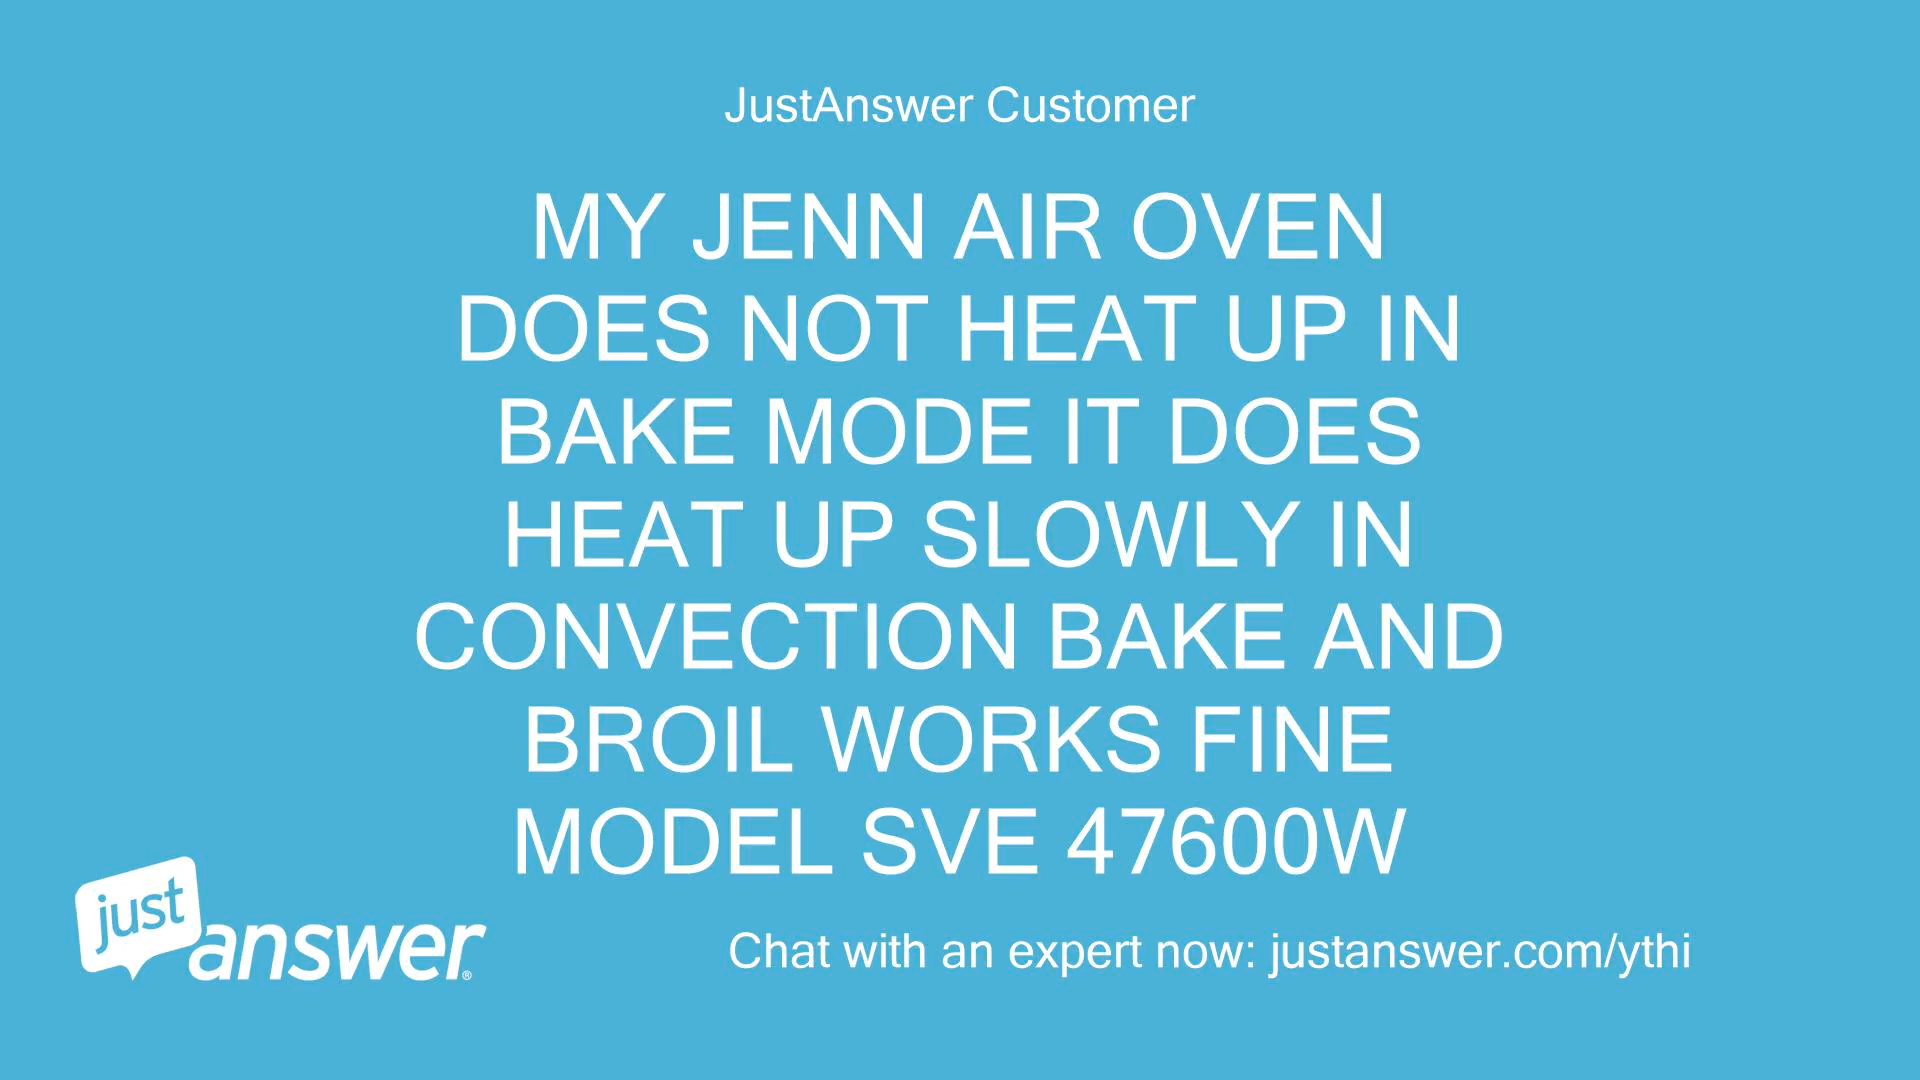 JustAnswer Customer
MY JENN AIR OVEN
DOES NOT HEAT UP IN
BAKE MODE IT DOES
HEAT UP SLOWLY IN
CONVECTION BAKE AND
BROIL WORKS FINE
MODEL SVE 47600W
just
answer®
Chat with an expert now: justanswer.com/ythi